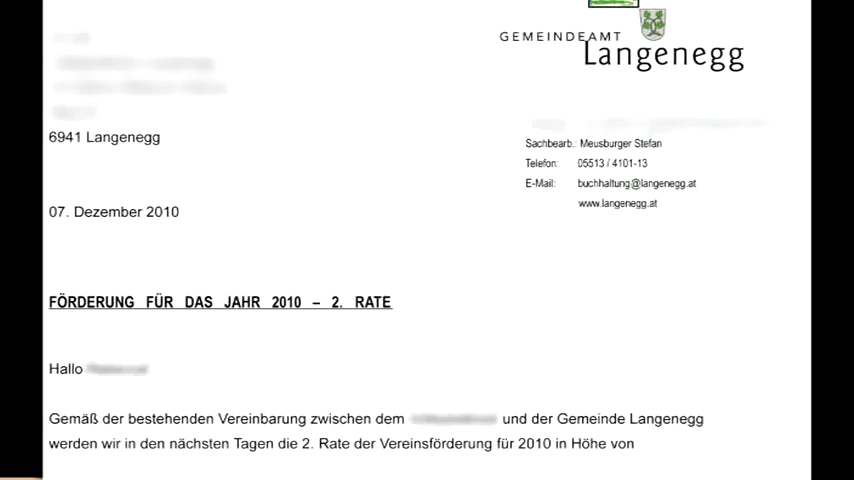 GEMEINDEAMT
Langenegg
6941 Langenegg
Sachbearb.: Meusburger Stefan
Telefon: 05513 / 4101-13
E-Mail: buchhaltung@langenegg.at
www.langenegg.at
07. Dezember 2010
FÖRDERUNG FÜR DAS JAHR 2010 – 2. RATE
Hallo
Gemäß der bestehenden Vereinbarung zwischen dem und der Gemeinde Langenegg
werden wir in den nächsten Tagen die 2. Rate der Vereinsförderung für 2010 in Höhe von